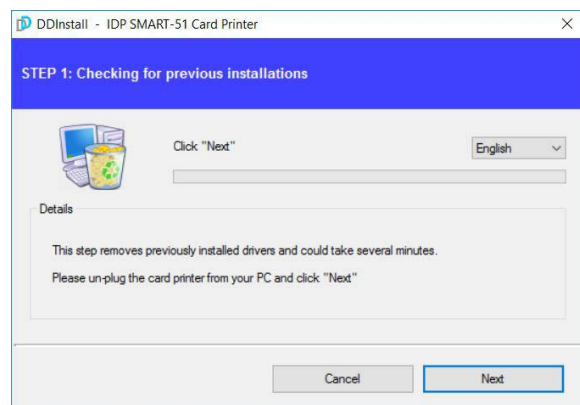 DDInstall - IDP SMART-51 Card Printer
STEP 1: Checking for previous installations
Click "Next"
English
Details
This step removes previously installed drivers and could take several minutes.
Please un-plug the card printer from your PC and click "Next"
Cancel
Next